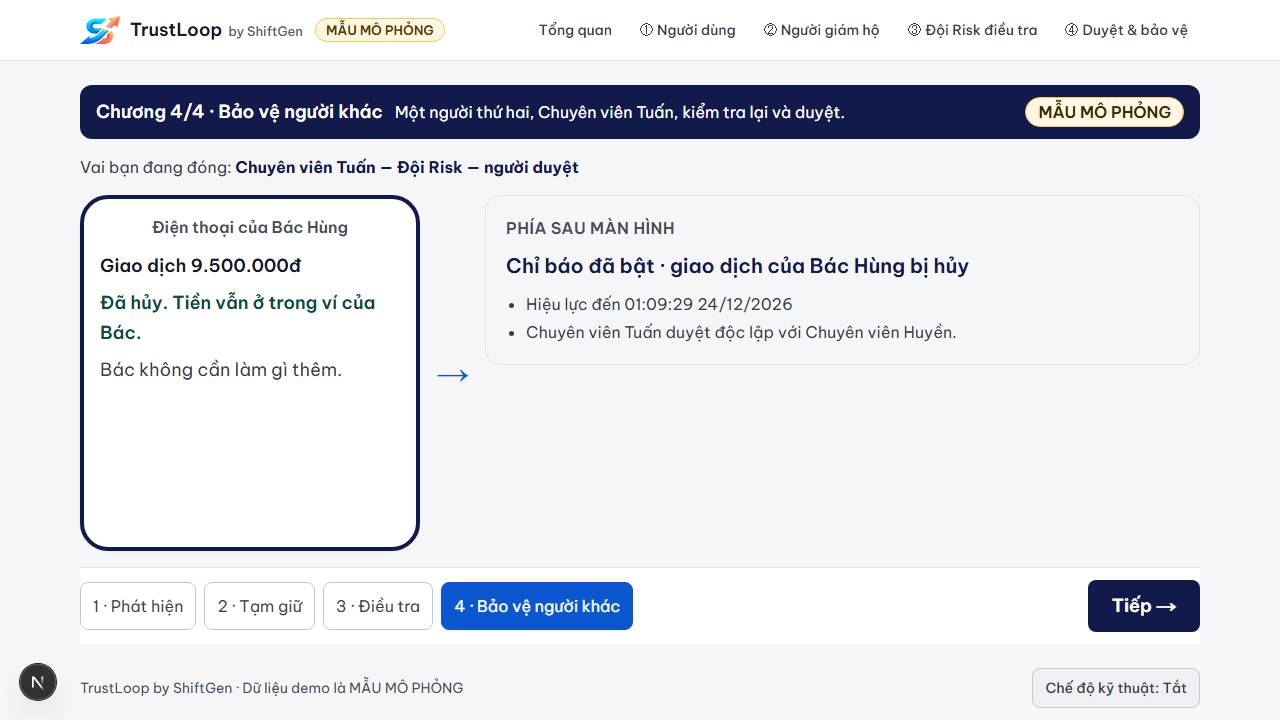 TrustLoop by ShiftGen MẪU MÔ PHỎNG Tổng quan ① Người dùng ② Người giám hộ ③ Đội Risk điều tra ④ Duyệt & bảo vệ
Chương 4/4 · Bảo vệ người khác Một người thứ hai, Chuyên viên Tuấn, kiểm tra lại và duyệt. MẪU MÔ PHỎNG
Vai bạn đang đóng: Chuyên viên Tuấn — Đội Risk — người duyệt
Điện thoại của Bác Hùng
Giao dịch 9.500.000đ
Đã hủy. Tiền vẫn ở trong ví của
Bác.
Bác không cần làm gì thêm.
→
PHÍA SAU MÀN HÌNH
Chỉ báo đã bật · giao dịch của Bác Hùng bị hủy
• Hiệu lực đến 01:09:29 24/12/2026
• Chuyên viên Tuấn duyệt độc lập với Chuyên viên Huyền.
1 · Phát hiện 2 · Tạm giữ 3 · Điều tra 4 · Bảo vệ người khác Tiếp →
N
TrustLoop by ShiftGen · Dữ liệu demo là MẪU MÔ PHỎNG Chế độ kỹ thuật: Tắt